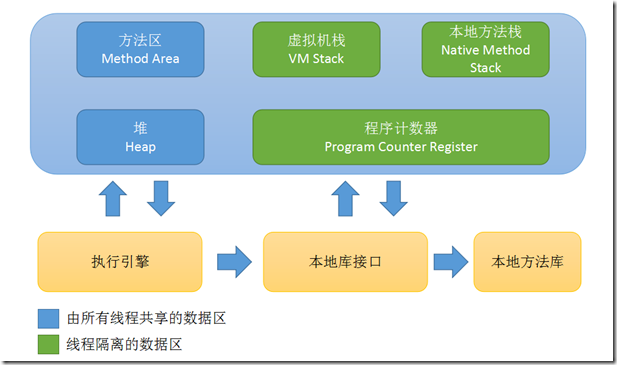 方法区
Method Area
虚拟机栈
VM Stack
本地方法栈
Native Method
Stack
堆
Heap
程序计数器
Program Counter Register
执行引擎
本地库接口
本地方法库
由所有线程共享的数据区
线程隔离的数据区